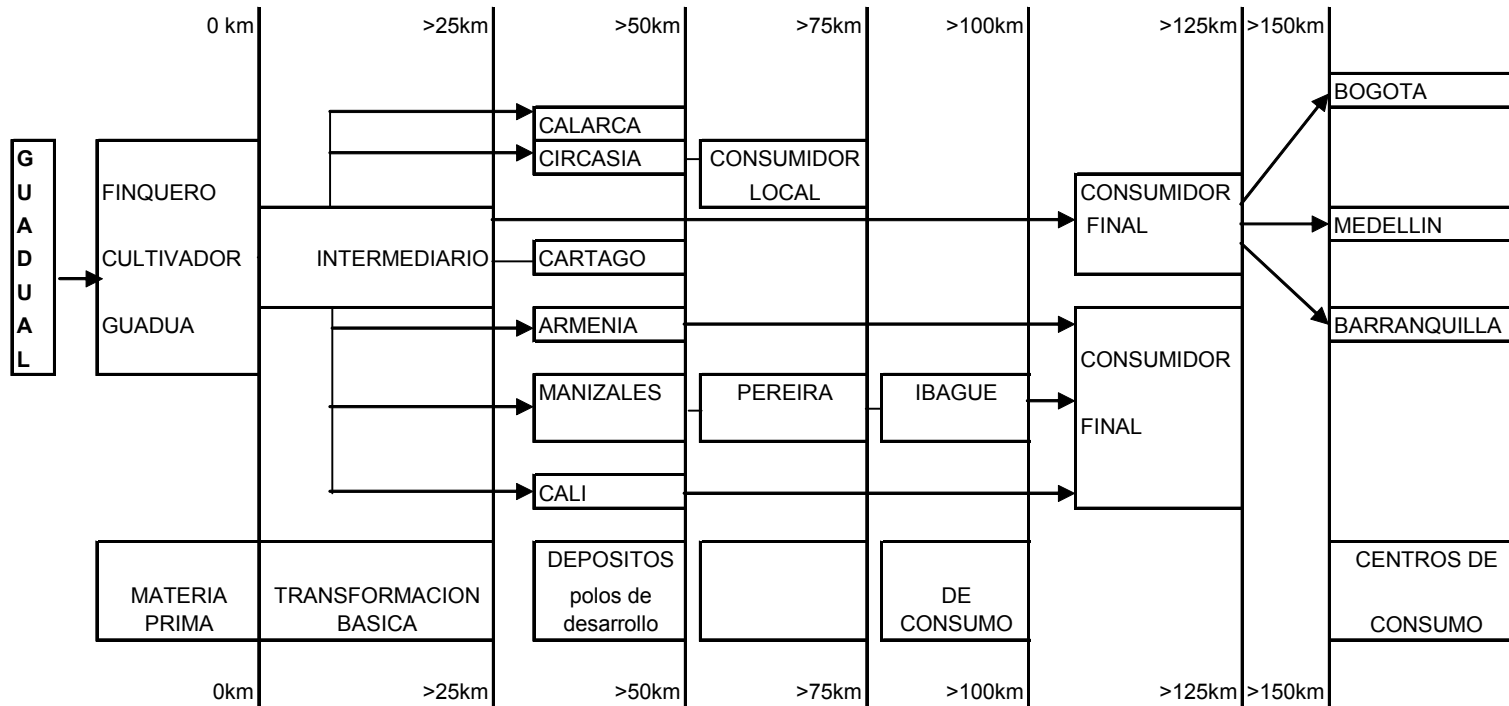 0 km >25km >50km >75km >100km >125km >150km
BOGOTA
CALARCA
GUADUAL
CIRCASIA CONSUMIDOR
FINQUERO LOCAL CONSUMIDOR
FINAL MEDELLIN
CULTIVADOR INTERMEDIARIO CARTAGO
GUADUA ARMENIA BARRANQUILLA
CONSUMIDOR
MANIZALES PEREIRA IBAGUE
FINAL
CALI
DEPOSITOS CENTROS DE
MATERIA TRANSFORMACION polos de DE
PRIMA BASICA desarrollo CONSUMO CONSUMO
0km >25km >50km >75km >100km >125km >150km